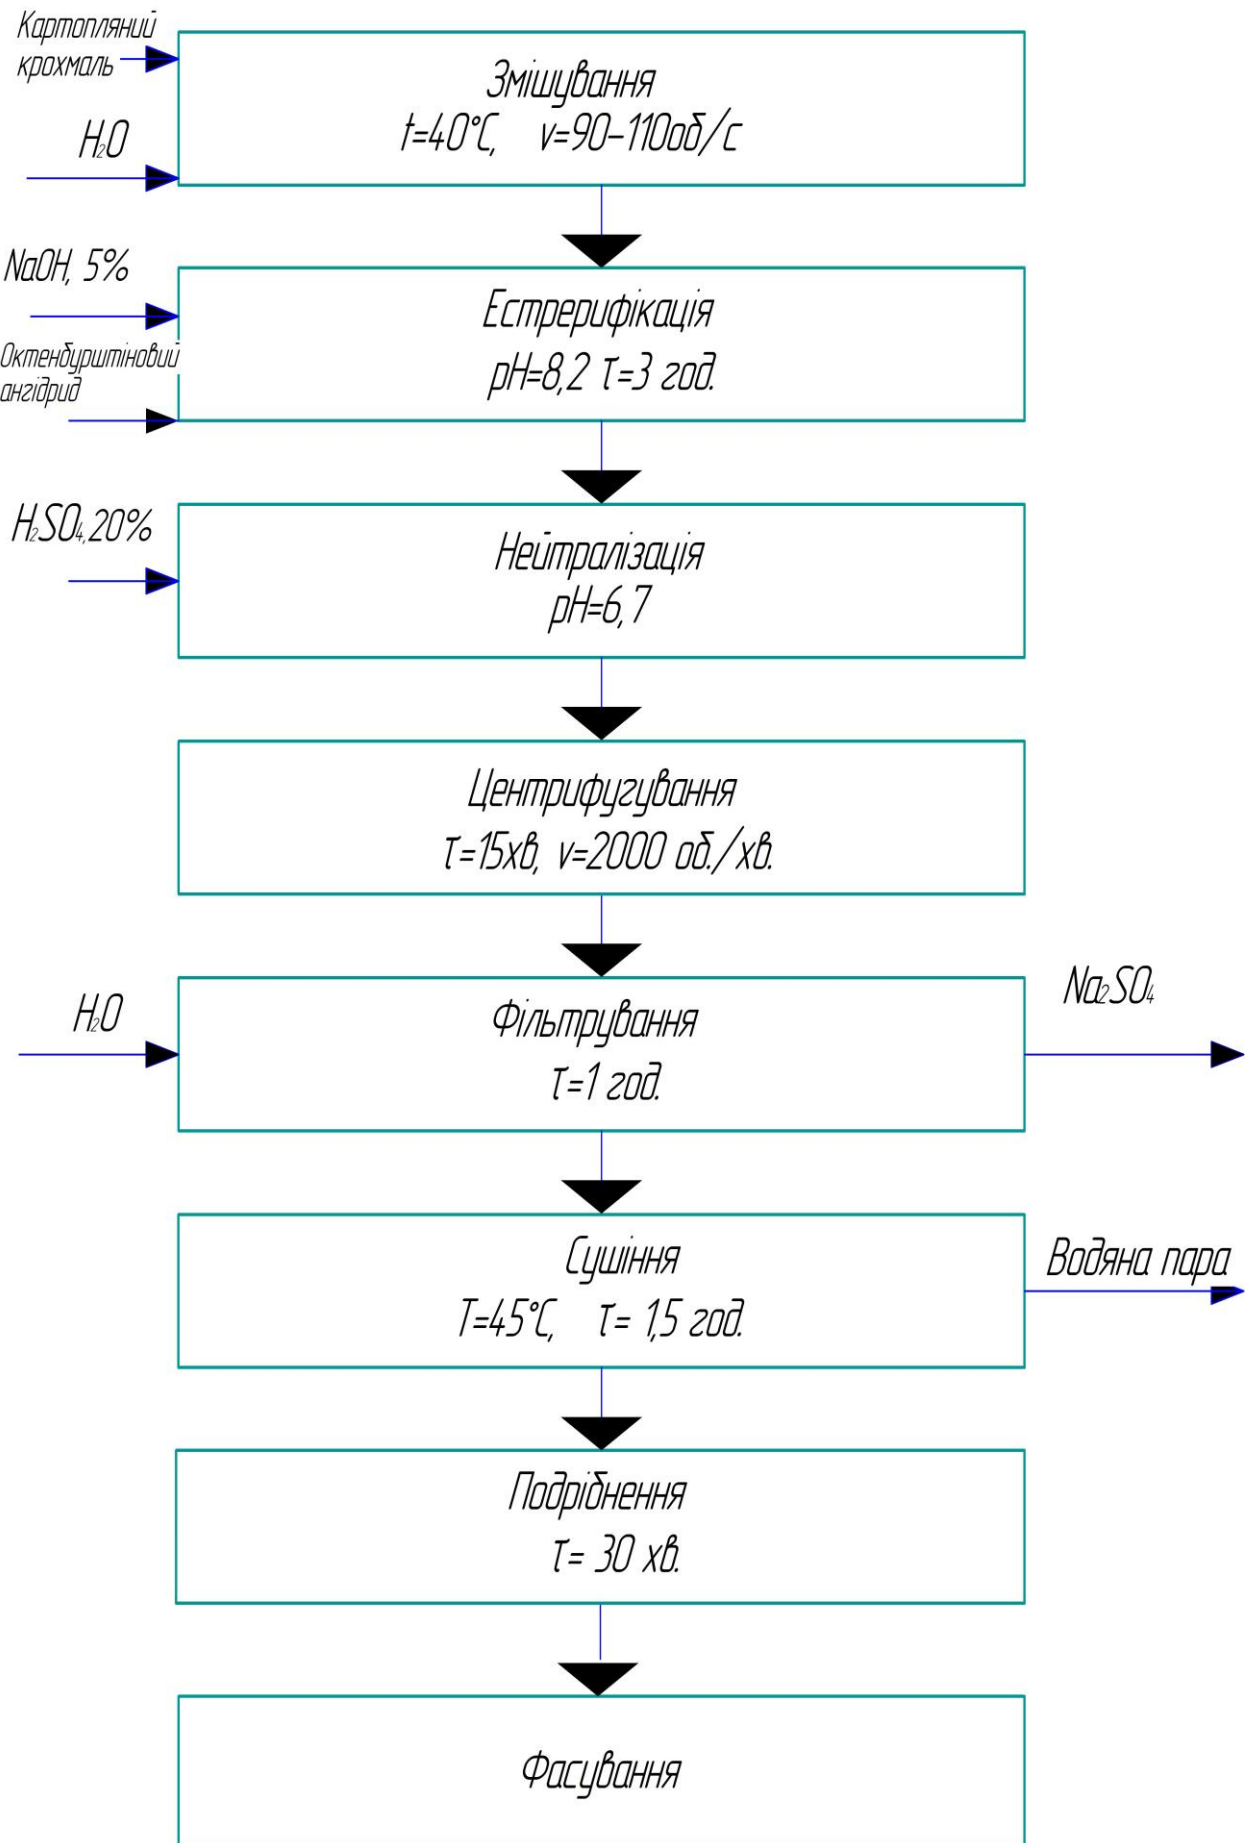 Картопляний
крохмаль
Змішування
t=40°C, v=90-110об/с
H₂O
NaOH, 5%
Естрерифікація
pH=8,2 τ=3 год.
Октенбурштіновий
ангідрид
H₂SO₄,20%
Нейтралізація
pH=6,7
Центрифугування
τ=15хв, v=2000 об./хв.
H₂O
Фільтрування
τ=1 год.
Na₂SO₄
Сушіння
T=45°C, τ= 1,5 год.
Водяна пара
Подрібнення
τ= 30 хв.
Фасування